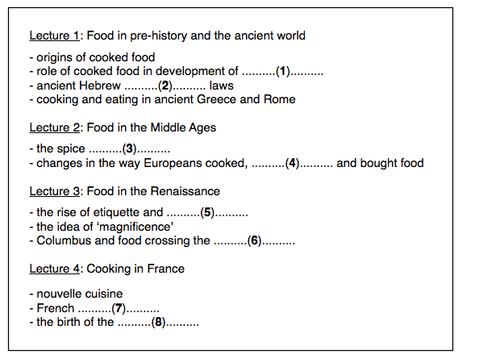 Lecture 1: Food in pre-history and the ancient world
- origins of cooked food
- role of cooked food in development of ..........(1)..........
- ancient Hebrew ..........(2).......... laws
- cooking and eating in ancient Greece and Rome
Lecture 2: Food in the Middle Ages
- the spice ..........(3)..........
- changes in the way Europeans cooked, ..........(4).......... and bought food
Lecture 3: Food in the Renaissance
- the rise of etiquette and ..........(5)..........
- the idea of ‘magnificence’
- Columbus and food crossing the ..........(6)..........
Lecture 4: Cooking in France
- nouvelle cuisine
- French ..........(7)..........
- the birth of the ..........(8)..........